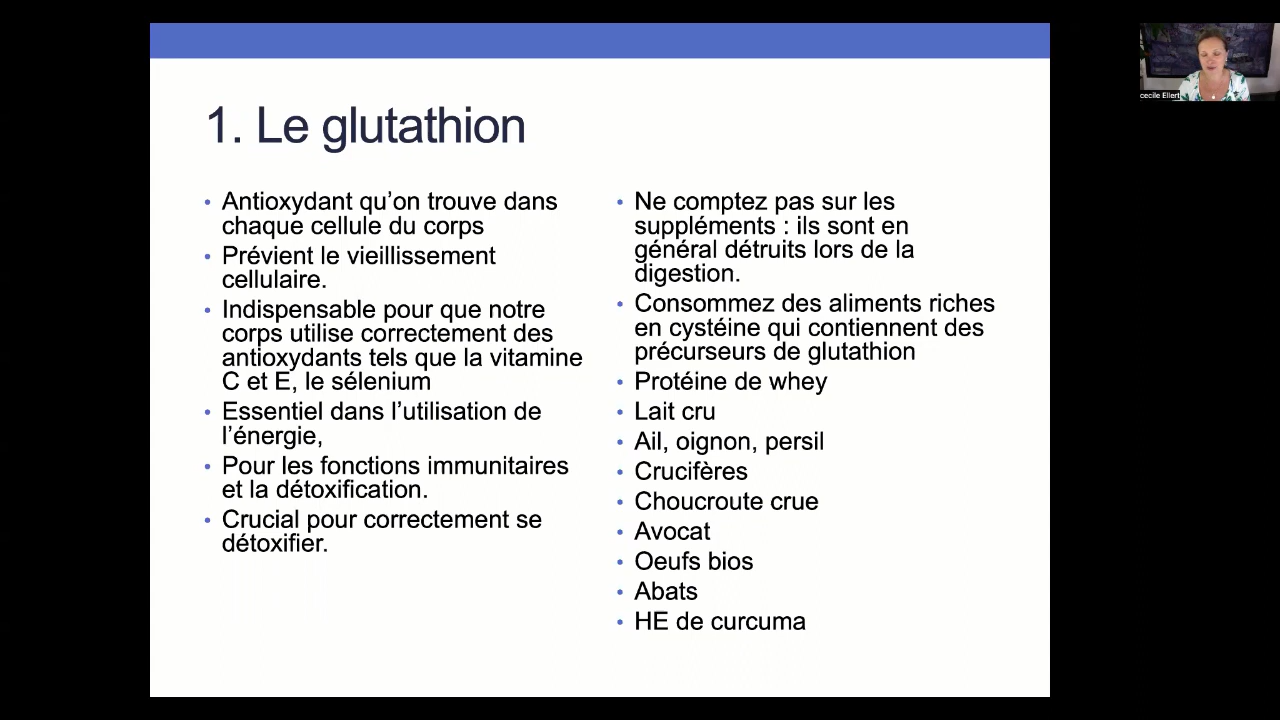 1. Le glutathion
• Antioxydant qu’on trouve dans
chaque cellule du corps
• Prévient le vieillissement
cellulaire.
• Indispensable pour que notre
corps utilise correctement des
antioxydants tels que la vitamine
C et E, le sélenium
• Essentiel dans l’utilisation de
l’énergie,
• Pour les fonctions immunitaires
et la détoxification.
• Crucial pour correctement se
détoxifier.
• Ne comptez pas sur les
suppléments : ils sont en
général détruits lors de la
digestion.
• Consommez des aliments riches
en cystéine qui contiennent des
précurseurs de glutathion
• Protéine de whey
• Lait cru
• Ail, oignon, persil
• Crucifères
• Choucroute crue
• Avocat
• Oeufs bios
• Abats
• HE de curcuma
cecile Ellert